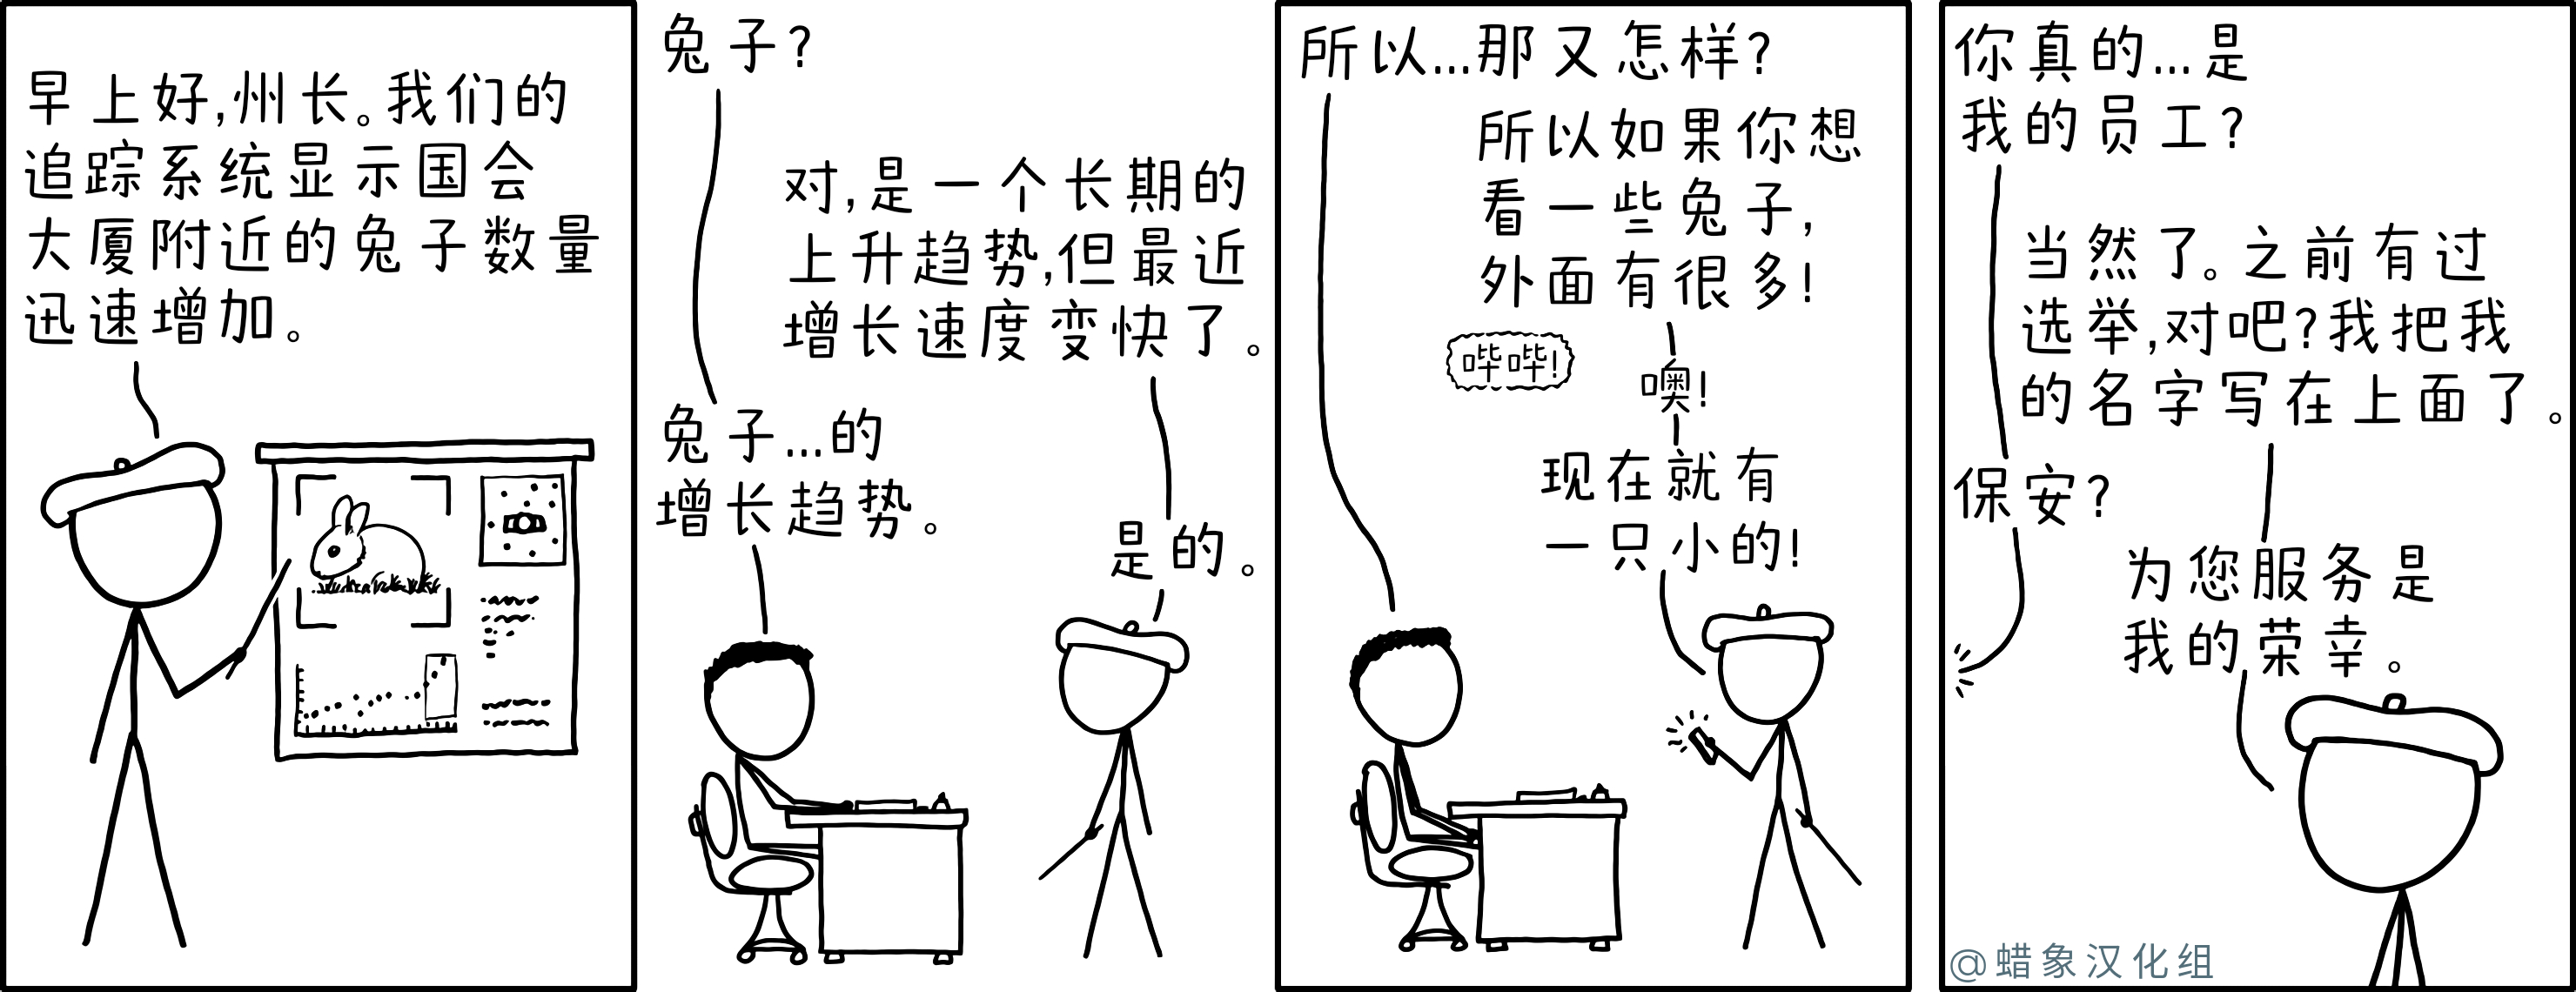 早上好,州长。我们的
追踪系统显示国会
大厦附近的兔子数量
迅速增加。
兔子?
对,是一个长期的
上升趋势,但最近
增长速度变快了。
兔子...的
增长趋势。
是的。
所以...那又怎样?
所以如果你想
看一些兔子,
外面有很多!
哔哔!
噢!
现在就有
一只小的!
你真的...是
我的员工?
当然了。之前有过
选举,对吧?我把我
的名字写在上面了。
保安?
为您服务是
我的荣幸。
@蜡象汉化组